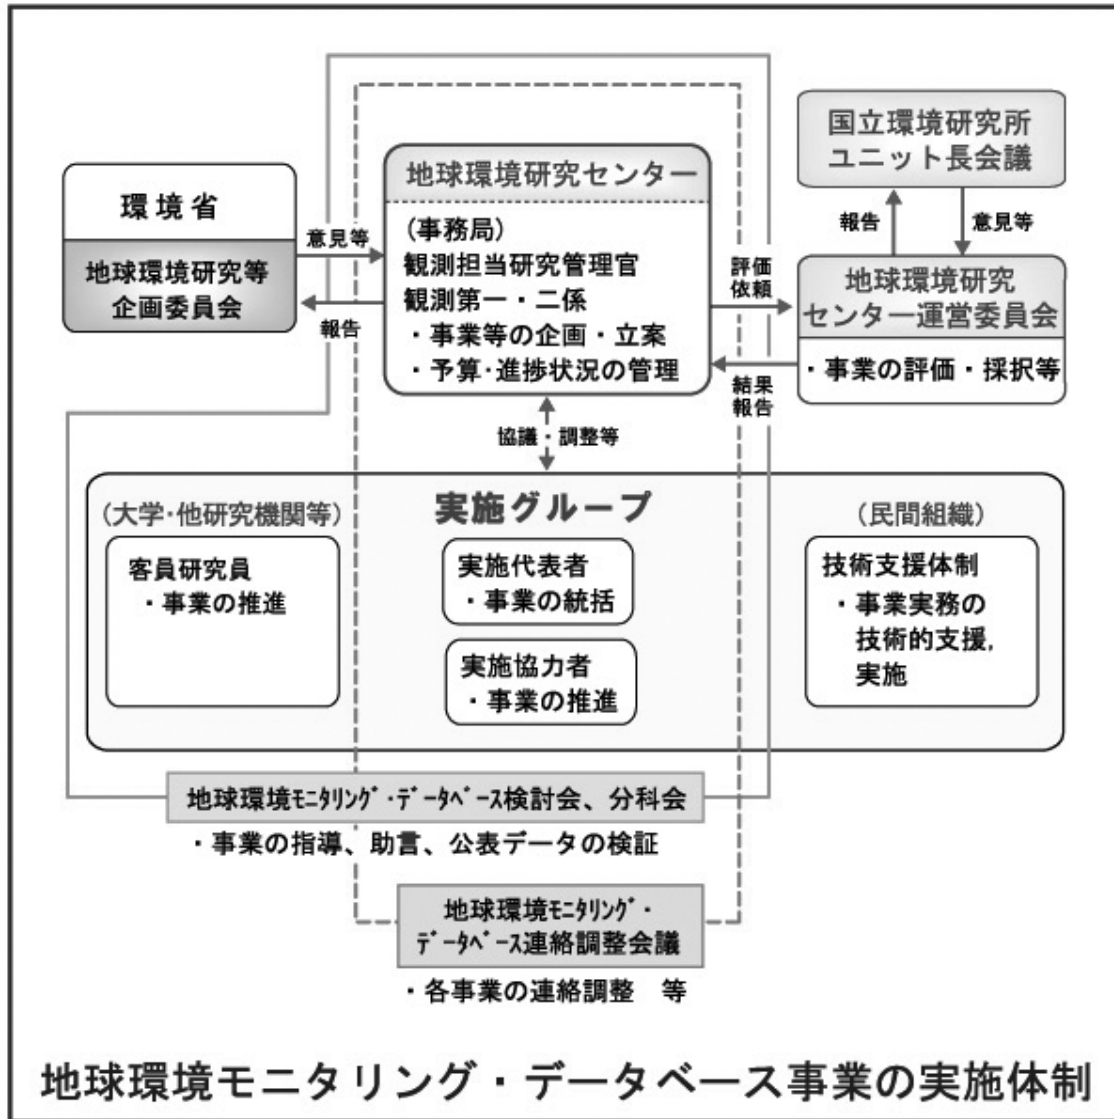 国立環境研究所
ユニット長会議
報告
意見等
環境省
地球環境研究等
企画委員会
意見等
報告
地球環境研究センター
(事務局)
観測担当研究管理官
観測第一・二係
・事業等の企画・立案
・予算･進捗状況の管理
評価
依頼
結果
報告
地球環境研究
センター運営委員会
・事業の評価・採択等
協議・調整等
実施グループ
(大学･他研究機関等)
客員研究員
・事業の推進
実施代表者
・事業の統括
実施協力者
・事業の推進
(民間組織)
技術支援体制
・事業実務の
技術的支援,
実施
地球環境ﾓﾆﾀﾘﾝｸﾞ･ﾃﾞｰﾀﾍﾞｰｽ検討会、分科会
・事業の指導、助言、公表データの検証
地球環境ﾓﾆﾀﾘﾝｸﾞ・
ﾃﾞｰﾀﾍﾞｰｽ連絡調整会議
・各事業の連絡調整　等
地球環境モニタリング・データベース事業の実施体制